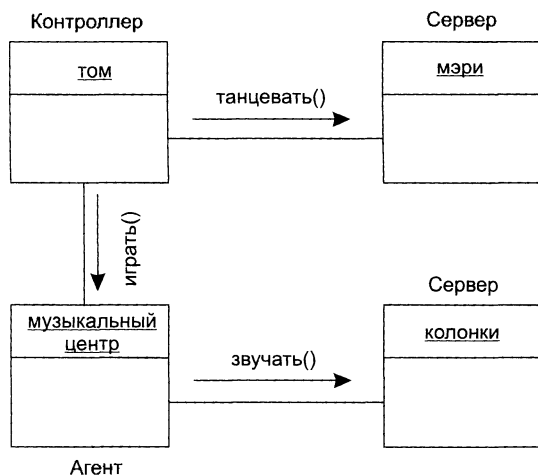 Контроллер
Сервер
том
мэри
танцевать()
играть()
Сервер
музыкальный
центр
колонки
звучать()
Агент